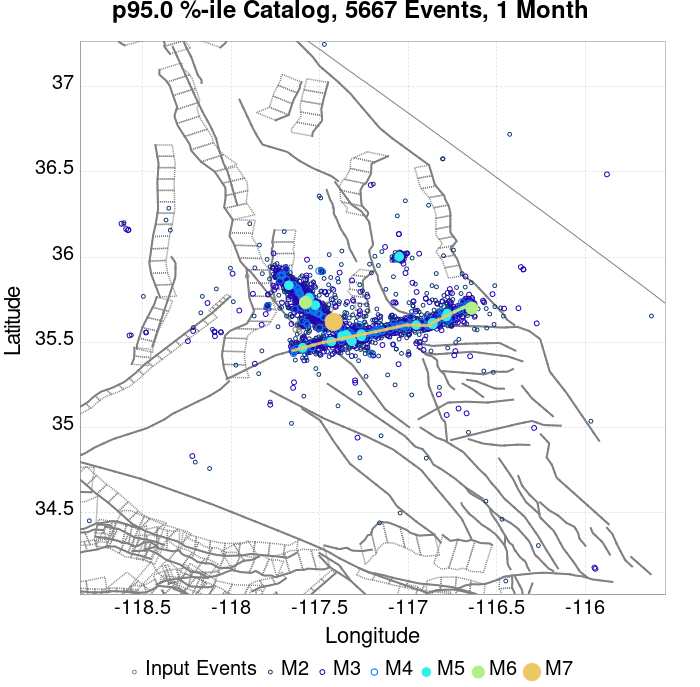 p95.0 %-ile Catalog, 5667 Events, 1 Month
37
36.5
36
35.5
35
34.5
Latitude
-118.5 -118 -117.5 -117 -116.5 -116
Longitude
Input Events M2 M3 M4 M5 M6 M7